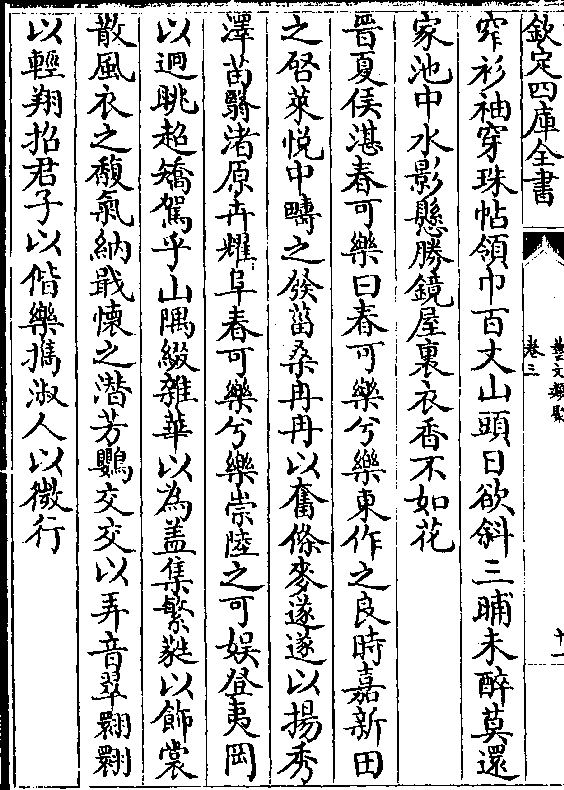 欽定四庫全書
藝文類聚
卷三
十一
窄衫袖穿珠帖領巾百丈山頭日欲斜三晡未醉莫還
家池中水影懸勝鏡屋裏衣香不如花
晉夏侯湛春可樂曰春可樂兮樂東作之良時嘉新田
之啓萊悅中疇之發菑桑冉冉以奮條麥遂遂以揚秀
澤苗翳渚原卉耀阜春可樂兮樂崇陸之可娛登夷岡
以迥眺超矯駕乎山隅綴雜華以為蓋集繁蕤以飾裳
散風衣之馥氣納戢懷之潛芳鸚交交以弄音翠翾翾
以輕翔招君子以偕樂攜淑人以微行